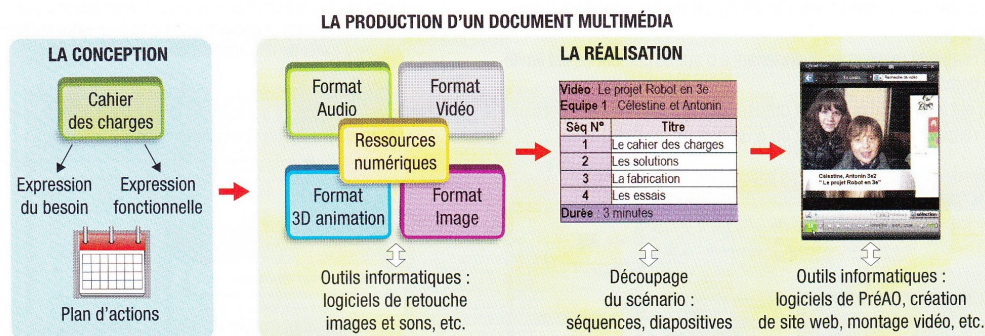 LA PRODUCTION D'UN DOCUMENT MULTIMÉDIA
LA CONCEPTION
Cahier
des charges
Expression
du besoin
Expression
fonctionnelle
Plan d'actions
LA RÉALISATION
Format
Audio
Format
Vidéo
Ressources
numériques
Format
3D animation
Format
Image
Outils informatiques :
logiciels de retouche
images et sons, etc.
Vidéo: Le projet Robot en 3e
Equipe 1 : Célestine et Antonin
Séq N° Titre
1 Le cahier des charges
2 Les solutions
3 La fabrication
4 Les essais
Durée : 3 minutes
Découpage
du scénario :
séquences, diapositives
Célestine, Antonin 3e2
" Le projet Robot en 3e"
sélection
Outils informatiques :
logiciels de PréAO, création
de site web, montage vidéo, etc.